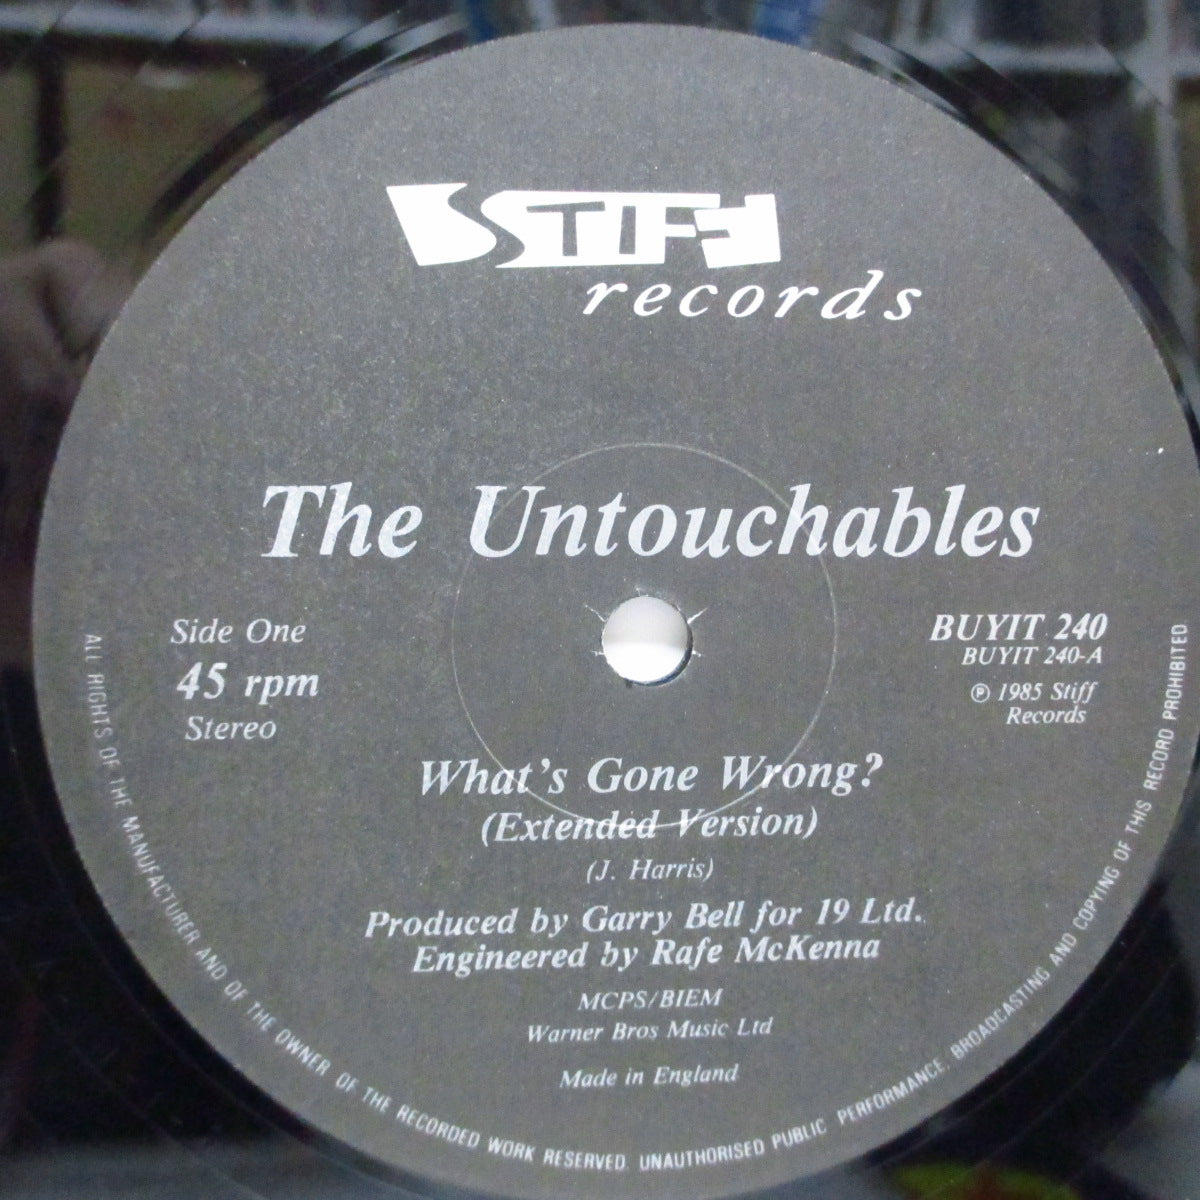 STIFF
records
The Untouchables
Side One
45 rpm
Stereo
BUYIT 240
BUYIT 240-A
℗ 1985 Stiff
Records
What's Gone Wrong?
(Extended Version)
(J. Harris)
Produced by Garry Bell for 19 Ltd.
Engineered by Rafe McKenna
MCPS/BIEM
Warner Bros Music Ltd
Made in England
ALL RIGHTS OF THE MANUFACTURER AND OF THE OWNER OF THE RECORDED WORK RESERVED. UNAUTHORISED PUBLIC PERFORMANCE, BROADCASTING AND COPYING OF THIS RECORD PROHIBITED